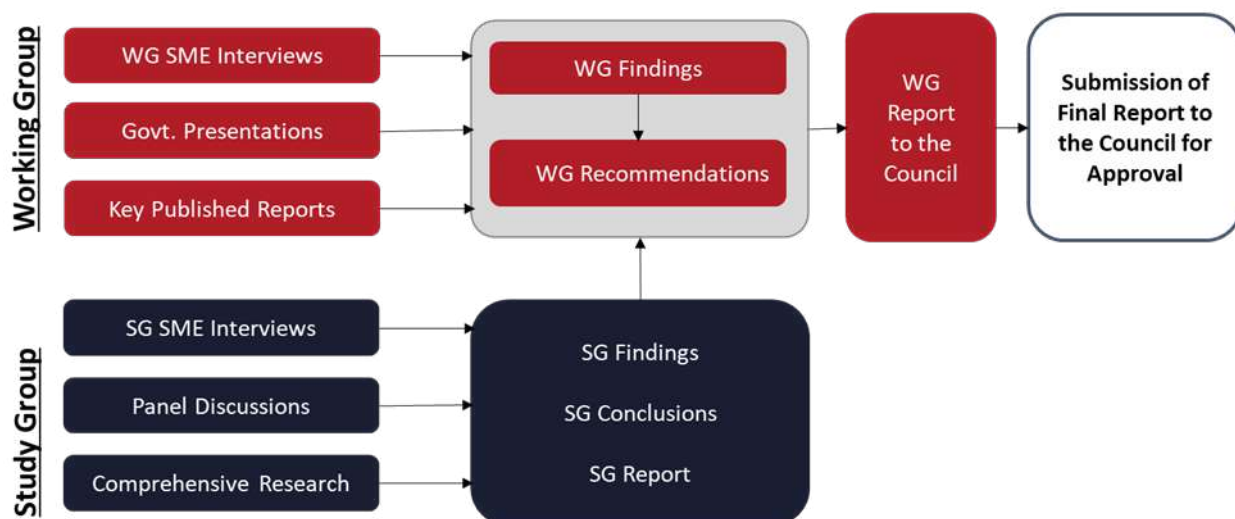 Working Group
WG SME Interviews
Govt. Presentations
Key Published Reports
WG Findings
WG Recommendations
WG
Report
to the
Council
Submission of
Final Report to
the Council for
Approval
Study Group
SG SME Interviews
Panel Discussions
Comprehensive Research
SG Findings
SG Conclusions
SG Report